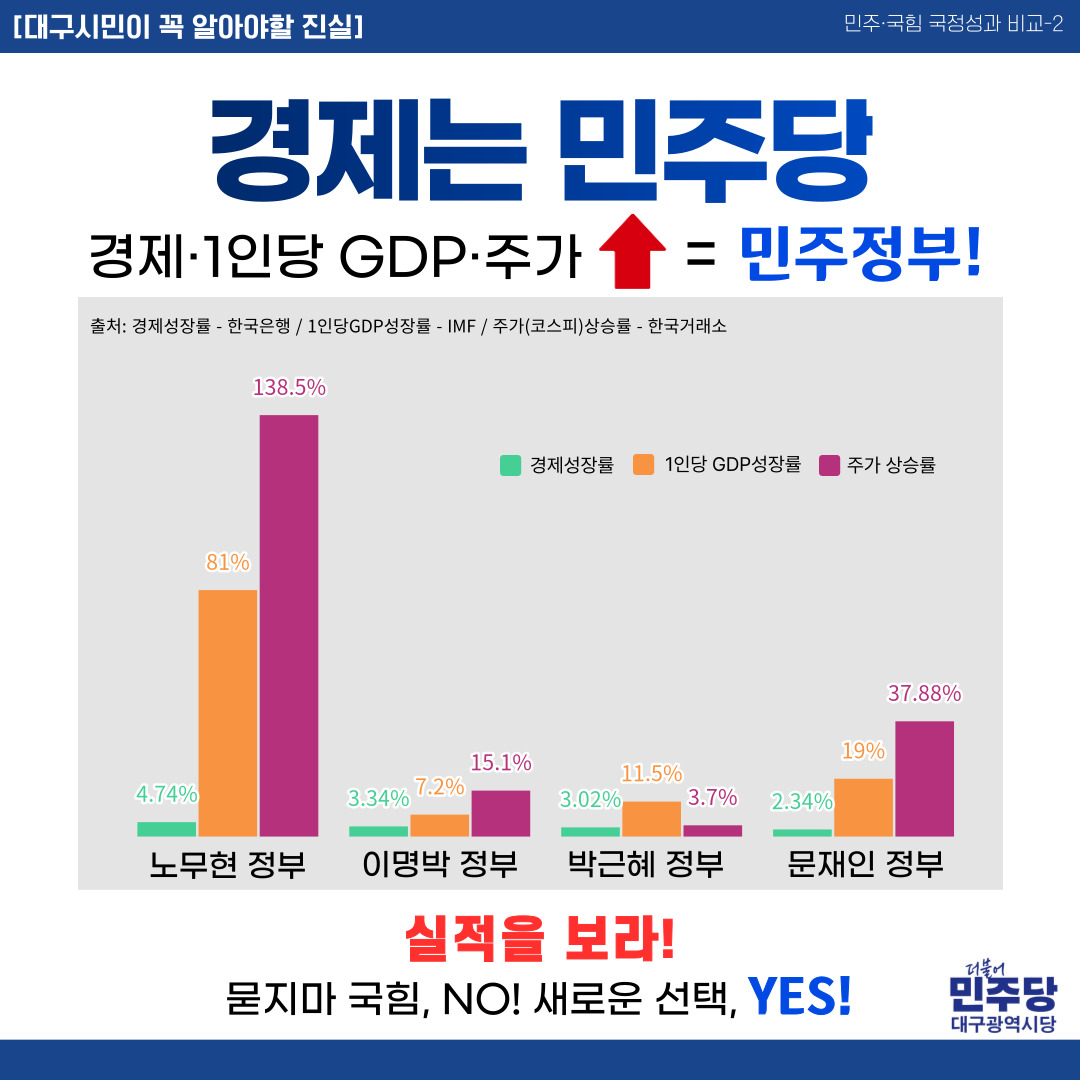 [대구시민이 꼭 알아야할 진실]
민주·국힘 국정성과 비교-2
경제는 민주당
경제·1인당 GDP·주가 = 민주정부!
출처: 경제성장률 - 한국은행 / 1인당GDP성장률 - IMF / 주가(코스피)상승률 - 한국거래소
138.5%
경제성장률 1인당 GDP성장률 주가 상승률
81%
37.88%
4.74%
3.34% 7.2% 15.1%
3.02% 11.5% 3.7%
2.34% 19%
노무현 정부 이명박 정부 박근혜 정부 문재인 정부
실적을 보라!
묻지마 국힘, NO! 새로운 선택, YES!
더불어
민주당
대구광역시당